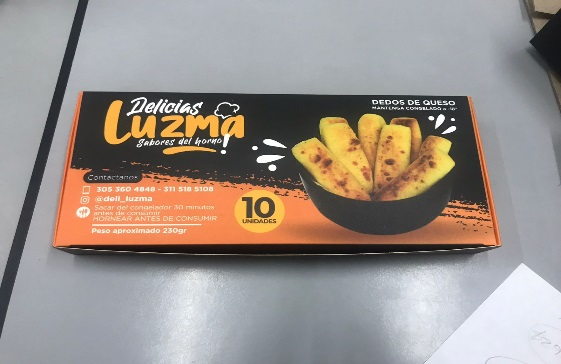 Delicias
Luzma
Sabores del horno!
DEDOS DE QUESO
MANTENGA CONGELADO a -18°
Contáctanos
305 360 4848 - 311 518 5108
@deli_luzma
Sacar del congelador 30 minutos
antes de consumir
HORNEAR ANTES DE CONSUMIR
Peso aproximado 230gr
10
UNIDADES